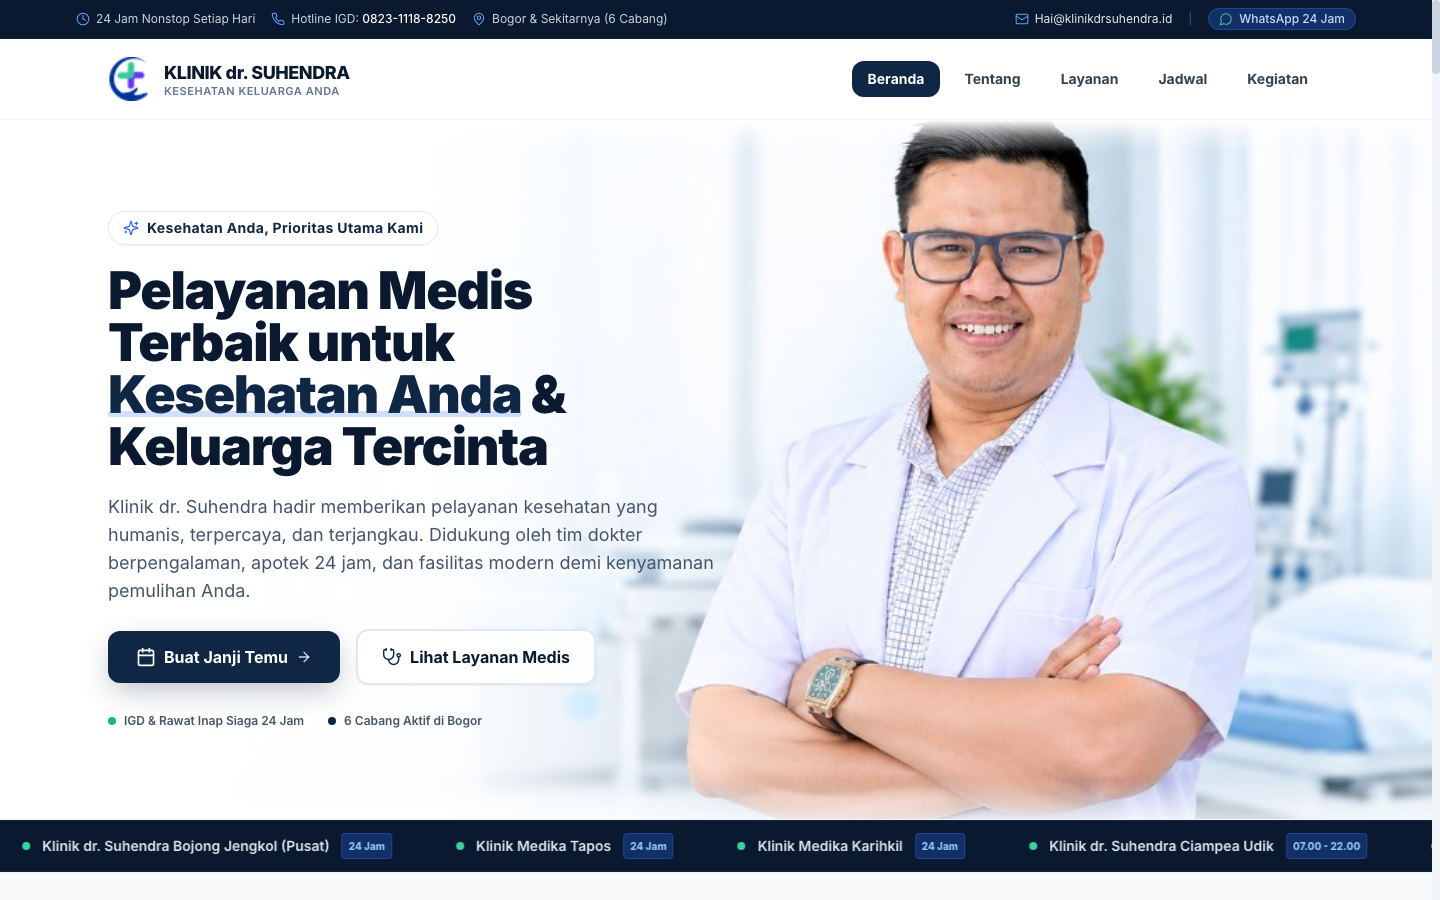 24 Jam Nonstop Setiap Hari
Hotline IGD: 0823-1118-8250
Bogor & Sekitarnya (6 Cabang)
Hai@klinikdrsuhendra.id
WhatsApp 24 Jam
KLINIK dr. SUHENDRA
KESEHATAN KELUARGA ANDA
Beranda
Tentang
Layanan
Jadwal
Kegiatan
Kesehatan Anda, Prioritas Utama Kami
Pelayanan Medis
Terbaik untuk
Kesehatan Anda &
Keluarga Tercinta
Klinik dr. Suhendra hadir memberikan pelayanan kesehatan yang
humanis, terpercaya, dan terjangkau. Didukung oleh tim dokter
berpengalaman, apotek 24 jam, dan fasilitas modern demi kenyamanan
pemulihan Anda.
Buat Janji Temu
Lihat Layanan Medis
IGD & Rawat Inap Siaga 24 Jam
6 Cabang Aktif di Bogor
Klinik dr. Suhendra Bojong Jengkol (Pusat) 24 Jam
Klinik Medika Tapos 24 Jam
Klinik Medika Karihkil 24 Jam
Klinik dr. Suhendra Ciampea Udik 07.00 - 22.00